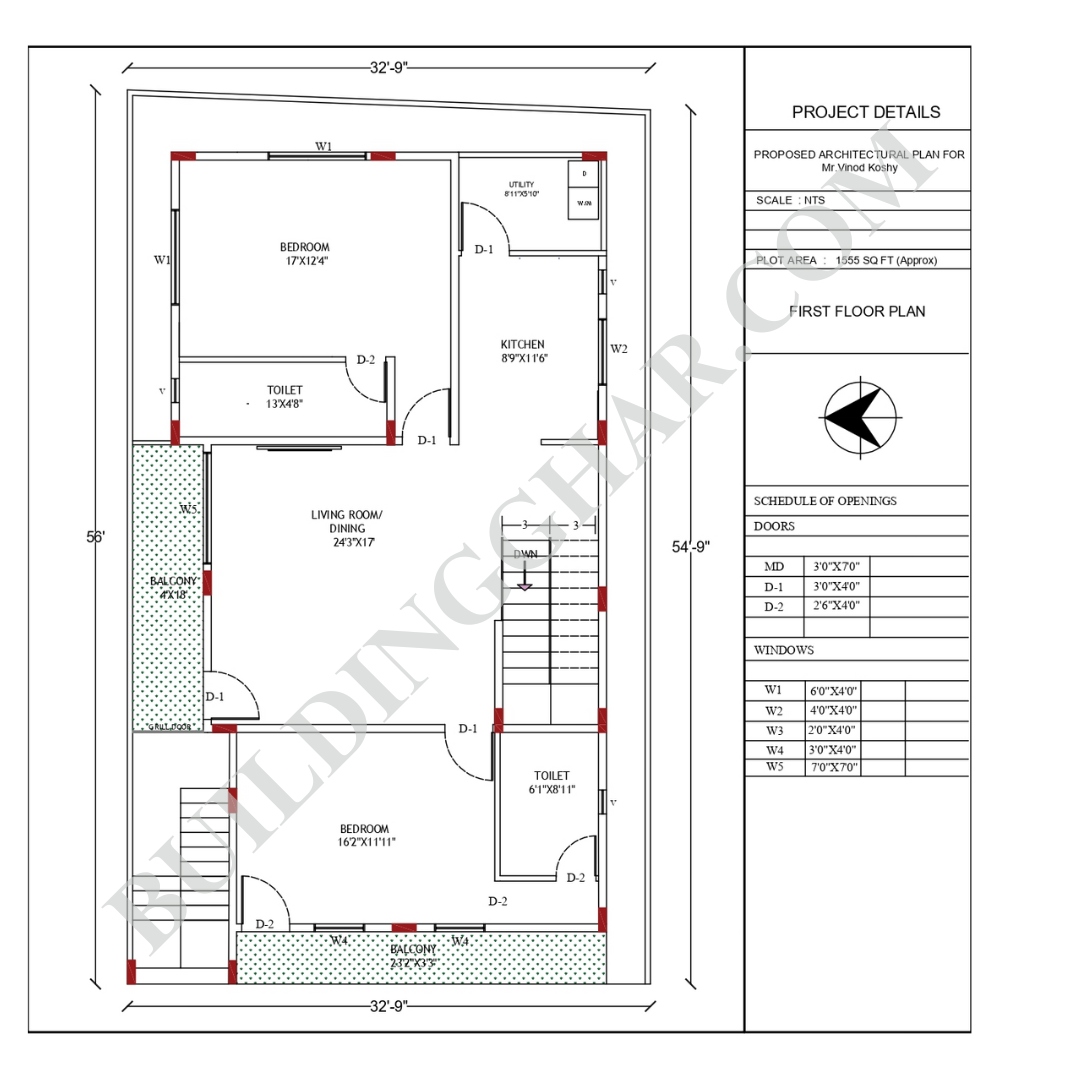 32'-9"
PROJECT DETAILS
PROPOSED ARCHITECTURAL PLAN FOR
Mr.Vinod Koshy
SCALE : NTS
PLOT AREA : 1555 SQ FT (Approx)
FIRST FLOOR PLAN
SCHEDULE OF OPENINGS
DOORS
MD 3'0"X7'0"
D-1 3'0"X4'0"
D-2 2'6"X4'0"
WINDOWS
W1 6'0"X4'0"
W2 4'0"X4'0"
W3 2'0"X4'0"
W4 3'0"X4'0"
W5 7'0"X7'0"
W1
UTILITY
8'11"X5'10"
D
D-1
W1
BEDROOM
17'X12'4"
v
KITCHEN
8'9"X11'6"
W2
D-2
v
TOILET
13'X4'8"
D-1
W5
LIVING ROOM/
DINING
24'3"X17'
3 3
DWN
56'
54'-9"
BALCONY
4'X18'
D-1
GRILL DOOR
D-1
TOILET
6'1"X8'11"
v
BEDROOM
16'2"X11'11"
D-2
D-2
D-2
W4
W4
BALCONY
23'2"X3'3"
32'-9"
BUILDINGGHAR.COM